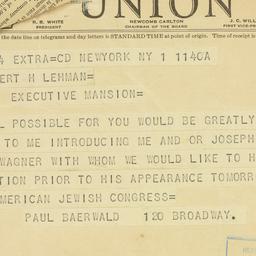 UNION
R. B. WHITE
PRESIDENT
NEWCOMB CARLTON
CHAIRMAN OF THE BOARD
J. C. WILL
FIRST VICE-PRE
the date line on telegrams and day letters is STANDARD TIME at point of origin. Time of receipt is
EXTRA=CD NEWYORK NY 1 1140A
ERT H LEHMAN=
EXECUTIVE MANSION=
L POSSIBLE FOR YOU WOULD BE GREATLY
TO ME INTRODUCING ME AND OR JOSEPH
WAGNER WITH WHOM WE WOULD LIKE TO H
TION PRIOR TO HIS APPEARANCE TOMORR
AMERICAN JEWISH CONGRESS=
PAUL BAERWALD 120 BROADWAY.